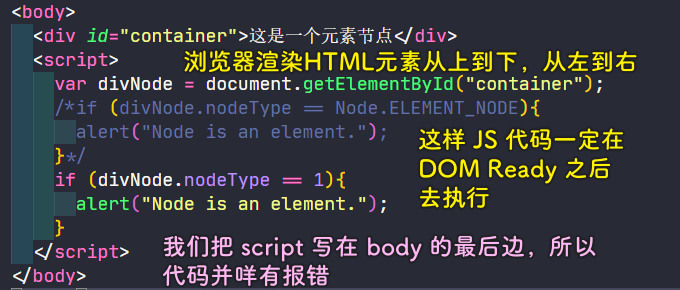 <body>
<div id="container">这是一个元素节点</div>
<script>
浏览器渲染HTML元素从上到下，从左到右
var divNode = document.getElementById("container");
/*if (divNode.nodeType == Node.ELEMENT_NODE){
alert("Node is an element.");
}*/
这样 JS 代码一定在
DOM Ready 之后
去执行
if (divNode.nodeType == 1){
alert("Node is an element.");
}
</script>
我们把 script 写在 body 的最后边，所以
代码并咩有报错
</body>